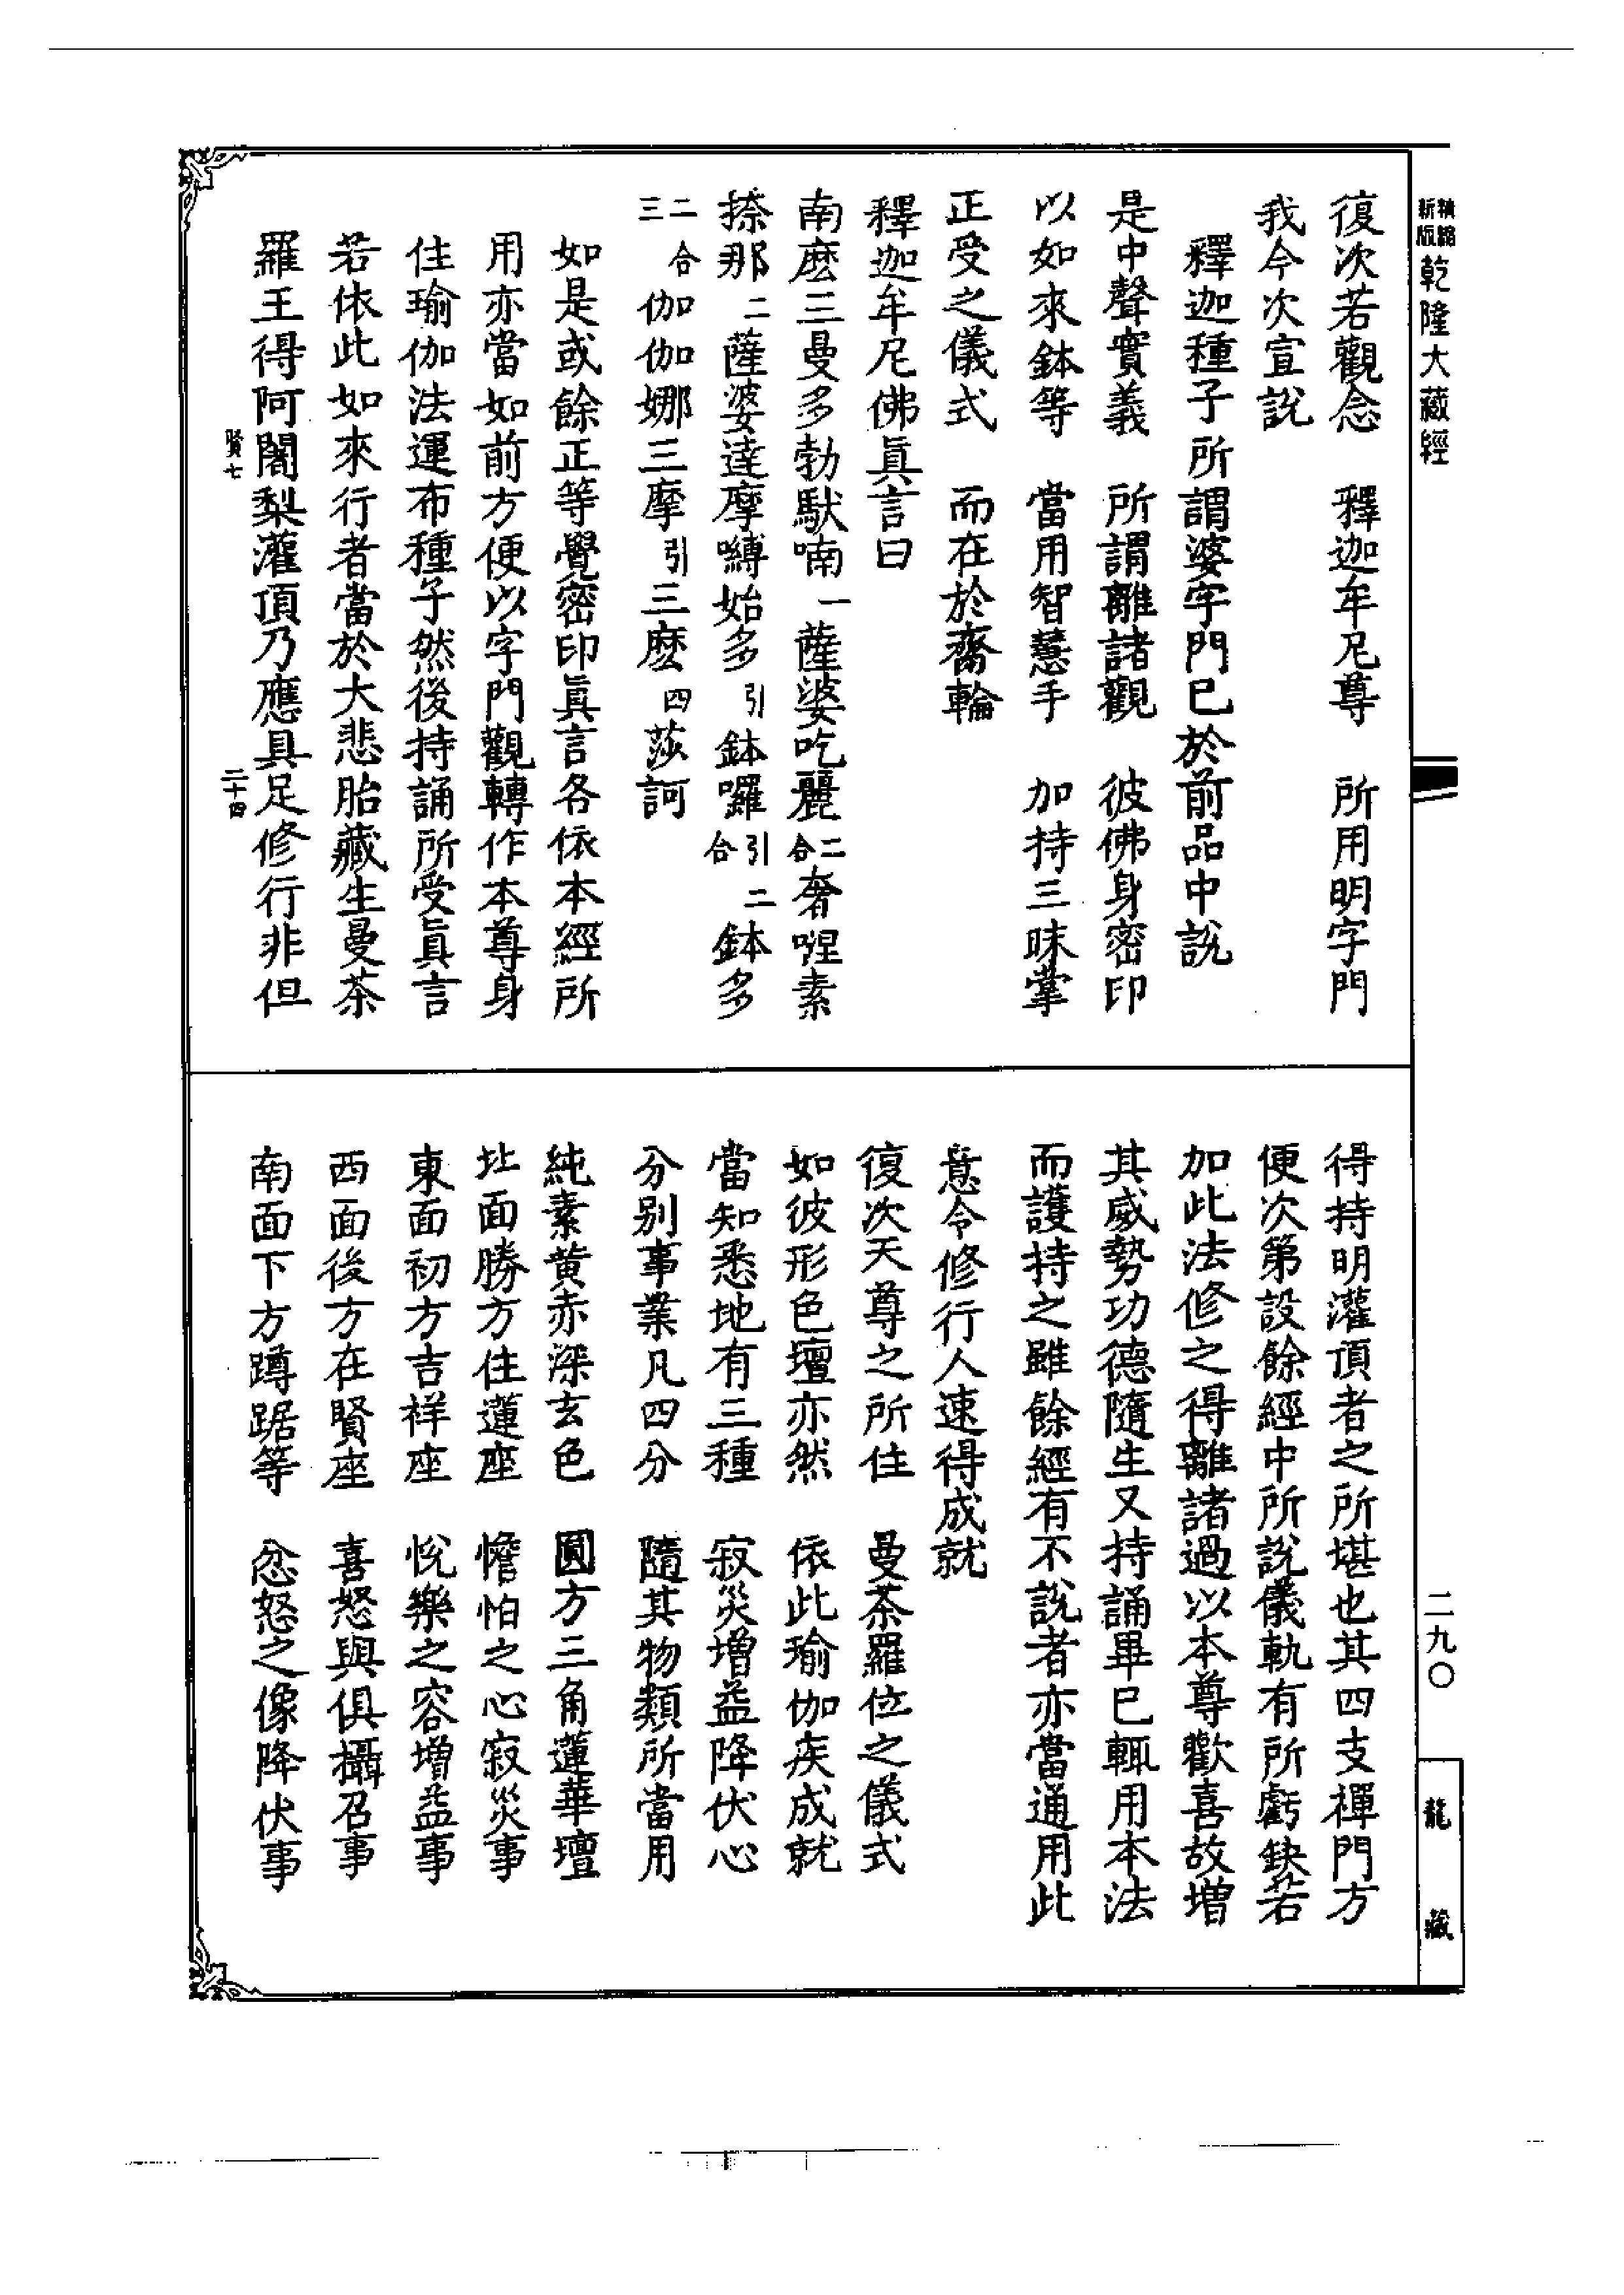 精縮新版乾隆大藏經
復次若觀念　釋迦牟尼尊　所用明字門
我今次宣說
釋迦種子所謂婆字門已於前品中說
是中聲實義　所謂離諸觀　彼佛身密印
以如來鉢等　當用智慧手　加持三昧掌
正受之儀式　而在於齋輪
釋迦牟尼佛眞言曰
南麽三曼多勃馱喃一薩婆吃麗二合奢哩素
捺那二薩婆達摩嚩始多引鉢囉引二合鉢多
二合三伽伽娜三摩引三麽四莎訶
如是或餘正等覺密印眞言各依本經所
用亦當如前方便以字門觀轉作本尊身
住瑜伽法運布種子然後持誦所受眞言
若依此如來行者當於大悲胎藏生曼茶
羅王得阿闍梨灌頂乃應具足修行非但
賢七　二十四
得持明灌頂者之所堪也其四支禪門方
便次第設餘經中所說儀軌有所虧缺若
加此法修之得離諸過以本尊歡喜故增
其威勢功德隨生又持誦畢已輒用本法
而護持之雖餘經有不說者亦當通用此
意令修行人速得成就
復次天尊之所住　曼茶羅位之儀式
如彼形色壇亦然　依此瑜伽疾成就
當知悉地有三種　寂災增益降伏心
分別事業凡四分　隨其物類所當用
純素黃赤深玄色　圓方三角蓮華壇
北面勝方住蓮座　憺怕之心寂災事
東面初方吉祥座　悅樂之容增益事
西面後方在賢座　喜怒與俱攝召事
南面下方蹲踞等　忿怒之像降伏事
二九〇
龍藏